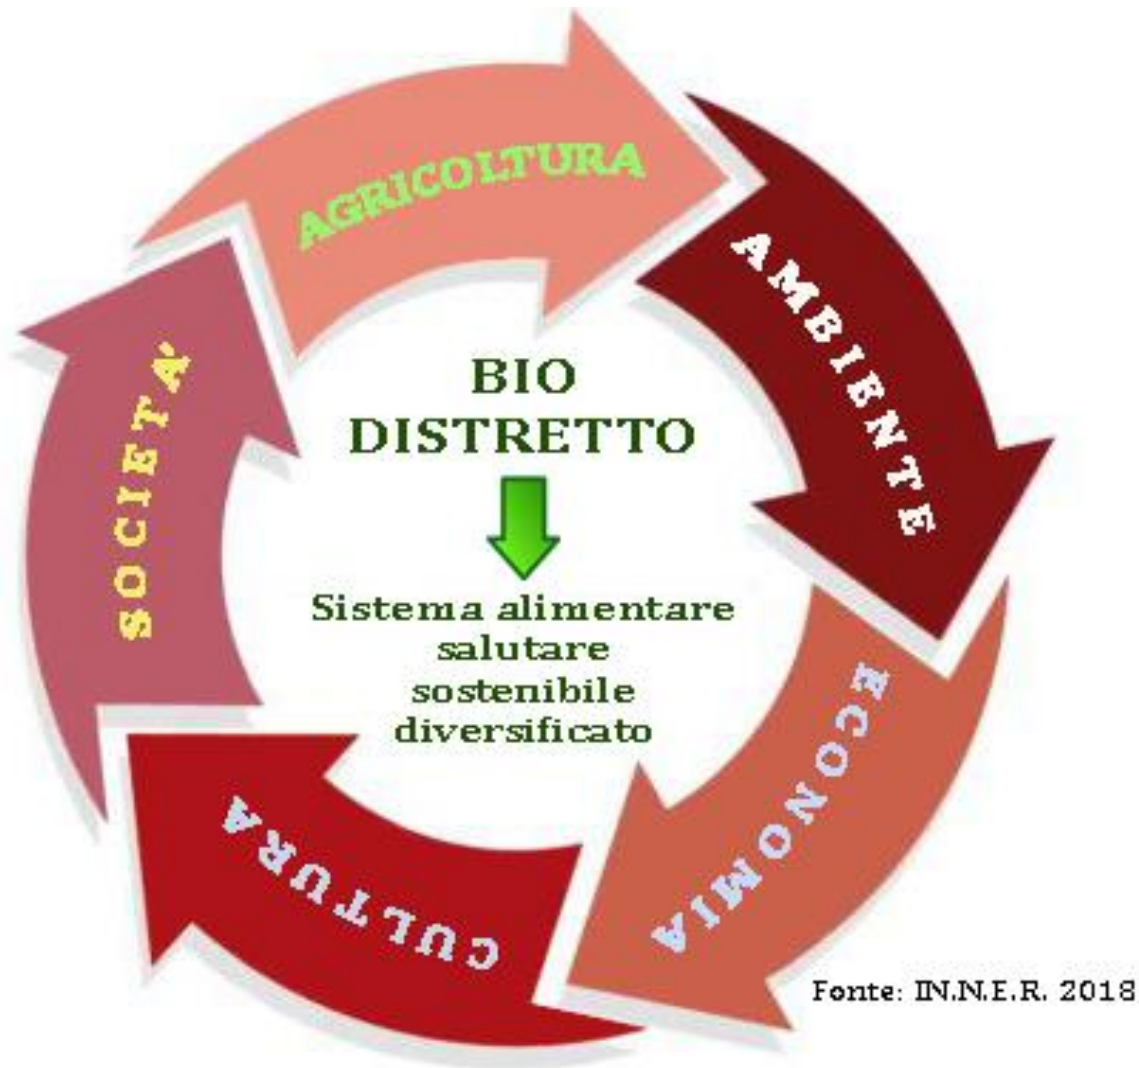 AGRICOLTURA
AMBIENTE
ECONOMIA
CULTURA
SOCIETA'
BIO
DISTRETTO
Sistema alimentare
salutare
sostenibile
diversificato
Fonte: IN.N.E.R. 2018